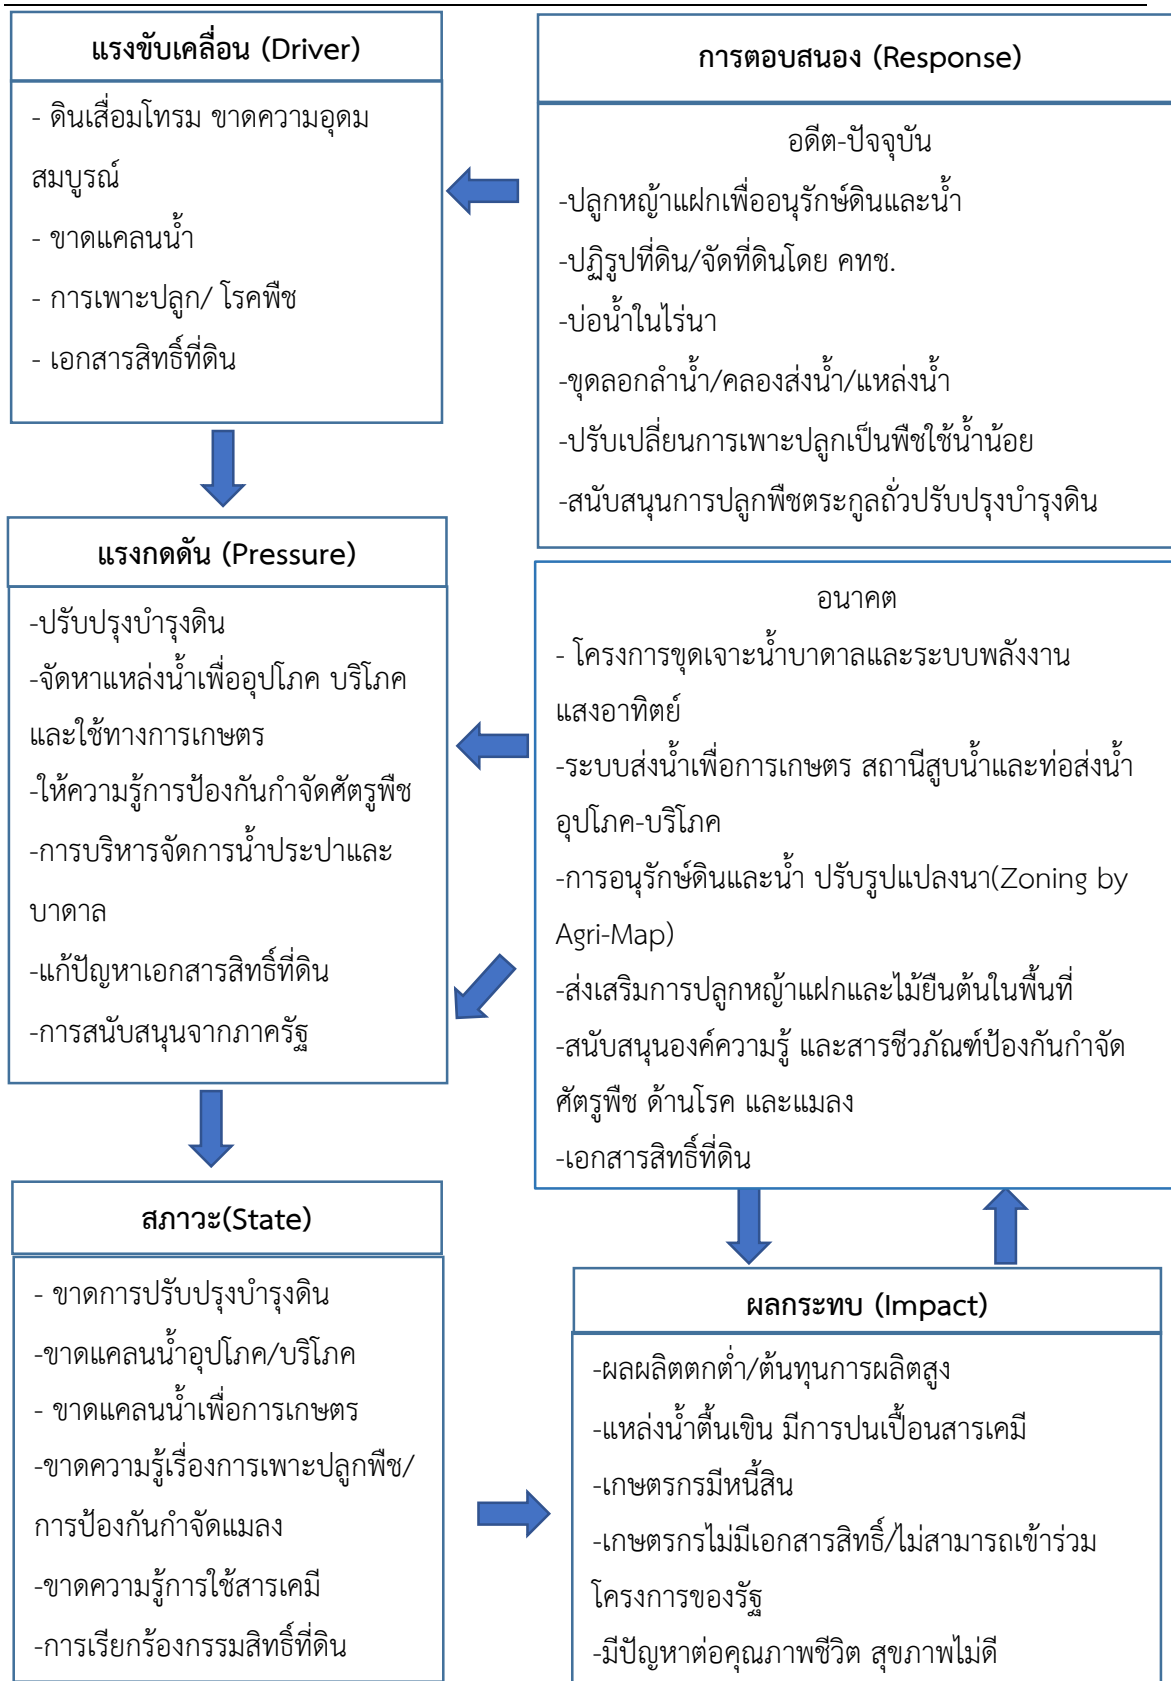 แรงขับเคลื่อน (Driver)
- ดินเสื่อมโทรม ขาดความอุดม
สมบูรณ์
- ขาดแคลนน้ำ
- การเพาะปลูก/ โรคพืช
- เอกสารสิทธิ์ที่ดิน
การตอบสนอง (Response)
อดีต-ปัจจุบัน
-ปลูกหญ้าแฝกเพื่ออนุรักษ์ดินและน้ำ
-ปฏิรูปที่ดิน/จัดที่ดินโดย คทช.
-บ่อน้ำในไร่นา
-ขุดลอกลำน้ำ/คลองส่งน้ำ/แหล่งน้ำ
-ปรับเปลี่ยนการเพาะปลูกเป็นพืชใช้น้ำน้อย
-สนับสนุนการปลูกพืชตระกูลถั่วปรับปรุงบำรุงดิน
แรงกดดัน (Pressure)
-ปรับปรุงบำรุงดิน
-จัดหาแหล่งน้ำเพื่ออุปโภค บริโภค
และใช้ทางการเกษตร
-ให้ความรู้การป้องกันกำจัดศัตรูพืช
-การบริหารจัดการน้ำประปาและ
บาดาล
-แก้ปัญหาเอกสารสิทธิ์ที่ดิน
-การสนับสนุนจากภาครัฐ
อนาคต
- โครงการขุดเจาะน้ำบาดาลและระบบพลังงาน
แสงอาทิตย์
-ระบบส่งน้ำเพื่อการเกษตร สถานีสูบน้ำและท่อส่งน้ำ
อุปโภค-บริโภค
-การอนุรักษ์ดินและน้ำ ปรับรูปแปลงนา(Zoning by
Agri-Map)
-ส่งเสริมการปลูกหญ้าแฝกและไม้ยืนต้นในพื้นที่
-สนับสนุนองค์ความรู้ และสารชีวภัณฑ์ป้องกันกำจัด
ศัตรูพืช ด้านโรค และแมลง
-เอกสารสิทธิ์ที่ดิน
สภาวะ(State)
- ขาดการปรับปรุงบำรุงดิน
-ขาดแคลนน้ำอุปโภค/บริโภค
- ขาดแคลนน้ำเพื่อการเกษตร
-ขาดความรู้เรื่องการเพาะปลูกพืช/
การป้องกันกำจัดแมลง
-ขาดความรู้การใช้สารเคมี
-การเรียกร้องกรรมสิทธิ์ที่ดิน
ผลกระทบ (Impact)
-ผลผลิตตกต่ำ/ต้นทุนการผลิตสูง
-แหล่งน้ำตื้นเขิน มีการปนเปื้อนสารเคมี
-เกษตรกรมีหนี้สิน
-เกษตรกรไม่มีเอกสารสิทธิ์/ไม่สามารถเข้าร่วม
โครงการของรัฐ
-มีปัญหาต่อคุณภาพชีวิต สุขภาพไม่ดี